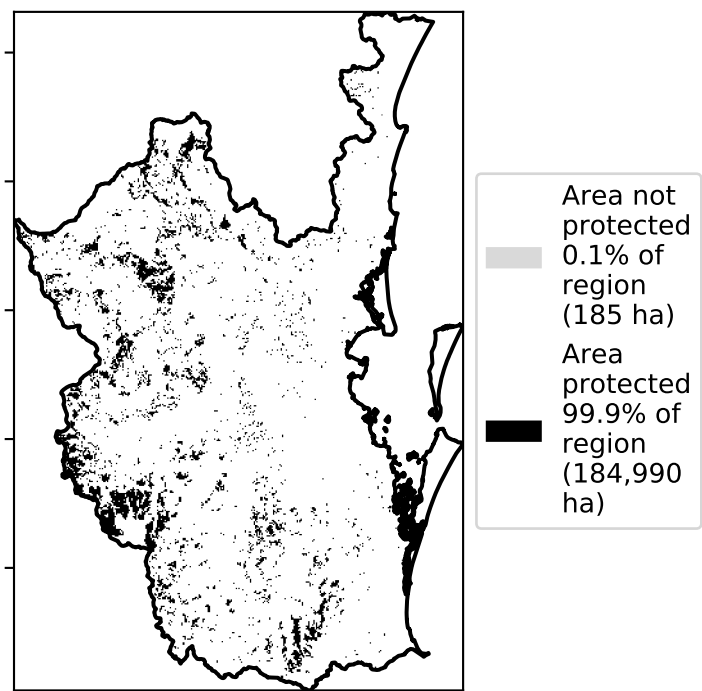 Area not
protected
0.1% of
region
(185 ha)
Area
protected
99.9% of
region
(184,990
ha)